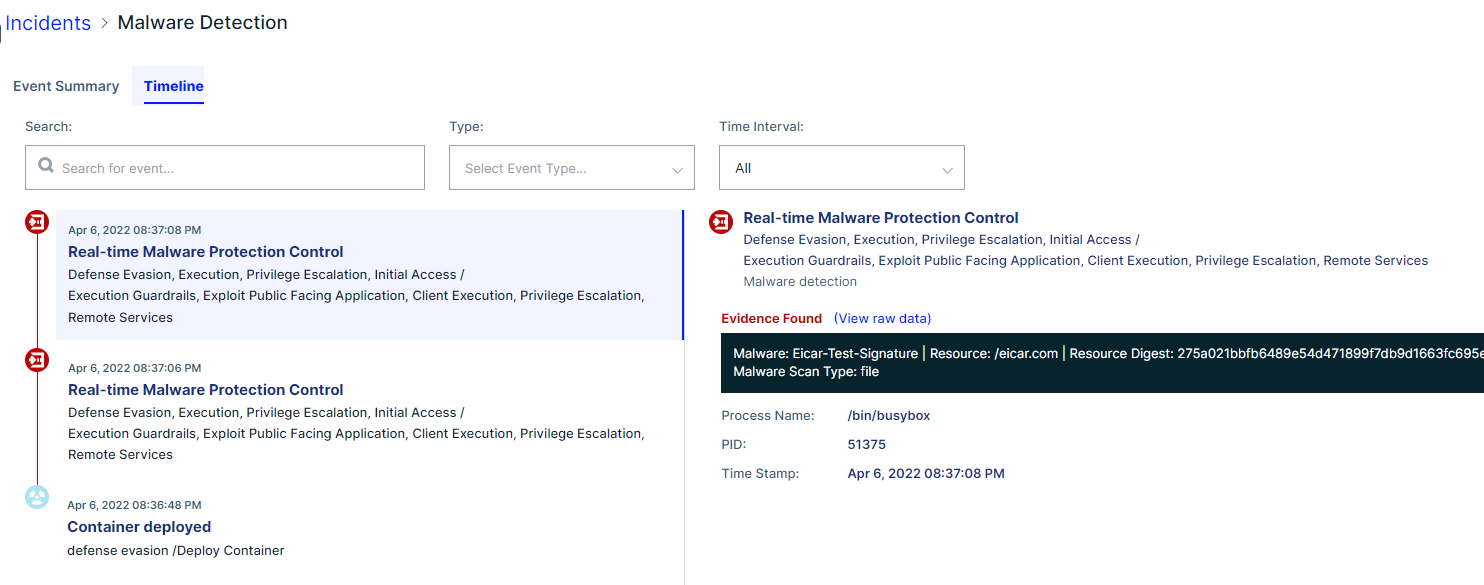 Incidents > Malware Detection
Event Summary
Timeline
Search:
Type:
Time Interval:
Search for event...
Select Event Type...
All
Apr 6, 2022 08:37:08 PM
Real-time Malware Protection Control
Defense Evasion, Execution, Privilege Escalation, Initial Access /
Execution Guardrails, Exploit Public Facing Application, Client Execution, Privilege Escalation,
Remote Services
Apr 6, 2022 08:37:06 PM
Real-time Malware Protection Control
Defense Evasion, Execution, Privilege Escalation, Initial Access /
Execution Guardrails, Exploit Public Facing Application, Client Execution, Privilege Escalation,
Remote Services
Apr 6, 2022 08:36:48 PM
Container deployed
defense evasion /Deploy Container
Real-time Malware Protection Control
Defense Evasion, Execution, Privilege Escalation, Initial Access /
Execution Guardrails, Exploit Public Facing Application, Client Execution, Privilege Escalation, Remote Services
Malware detection
Evidence Found (View raw data)
Malware: Eicar-Test-Signature | Resource: /eicar.com | Resource Digest: 275a021bbfb6489e54d471899f7db9d1663fc695e
Malware Scan Type: file
Process Name: /bin/busybox
PID: 51375
Time Stamp: Apr 6, 2022 08:37:08 PM